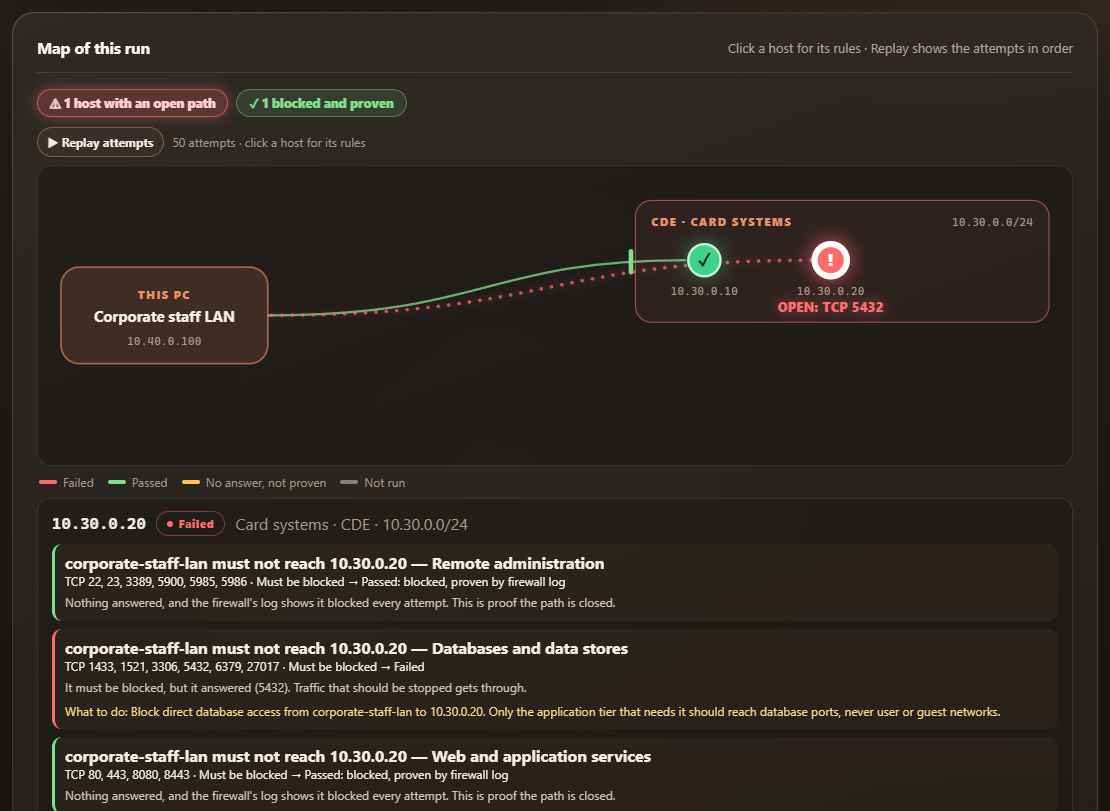 Map of this run
Click a host for its rules · Replay shows the attempts in order
⚠ 1 host with an open path
✓ 1 blocked and proven
▶ Replay attempts
50 attempts · click a host for its rules
CDE · CARD SYSTEMS
10.30.0.0/24
THIS PC
Corporate staff LAN
10.40.0.100
10.30.0.10
10.30.0.20
OPEN: TCP 5432
Failed
Passed
No answer, not proven
Not run
10.30.0.20
Failed
Card systems · CDE · 10.30.0.0/24
corporate-staff-lan must not reach 10.30.0.20 — Remote administration
TCP 22, 23, 3389, 5900, 5985, 5986 · Must be blocked → Passed: blocked, proven by firewall log
Nothing answered, and the firewall's log shows it blocked every attempt. This is proof the path is closed.
corporate-staff-lan must not reach 10.30.0.20 — Databases and data stores
TCP 1433, 1521, 3306, 5432, 6379, 27017 · Must be blocked → Failed
It must be blocked, but it answered (5432). Traffic that should be stopped gets through.
What to do: Block direct database access from corporate-staff-lan to 10.30.0.20. Only the application tier that needs it should reach database ports, never user or guest networks.
corporate-staff-lan must not reach 10.30.0.20 — Web and application services
TCP 80, 443, 8080, 8443 · Must be blocked → Passed: blocked, proven by firewall log
Nothing answered, and the firewall's log shows it blocked every attempt. This is proof the path is closed.